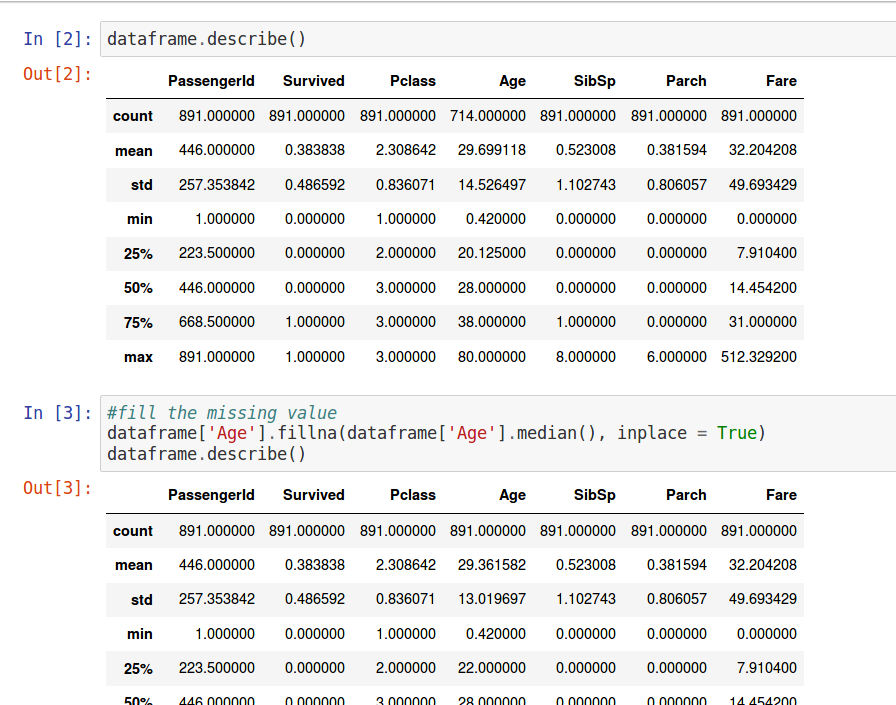 In [2]: dataframe.describe()
Out[2]:
PassengerId Survived Pclass Age SibSp Parch Fare
count 891.000000 891.000000 891.000000 714.000000 891.000000 891.000000 891.000000
mean 446.000000 0.383838 2.308642 29.699118 0.523008 0.381594 32.204208
std 257.353842 0.486592 0.836071 14.526497 1.102743 0.806057 49.693429
min 1.000000 0.000000 1.000000 0.420000 0.000000 0.000000 0.000000
25% 223.500000 0.000000 2.000000 20.125000 0.000000 0.000000 7.910400
50% 446.000000 0.000000 3.000000 28.000000 0.000000 0.000000 14.454200
75% 668.500000 1.000000 3.000000 38.000000 1.000000 0.000000 31.000000
max 891.000000 1.000000 3.000000 80.000000 8.000000 6.000000 512.329200
In [3]: #fill the missing value
dataframe['Age'].fillna(dataframe['Age'].median(), inplace = True)
dataframe.describe()
Out[3]:
PassengerId Survived Pclass Age SibSp Parch Fare
count 891.000000 891.000000 891.000000 891.000000 891.000000 891.000000 891.000000
mean 446.000000 0.383838 2.308642 29.361582 0.523008 0.381594 32.204208
std 257.353842 0.486592 0.836071 13.019697 1.102743 0.806057 49.693429
min 1.000000 0.000000 1.000000 0.420000 0.000000 0.000000 0.000000
25% 223.500000 0.000000 2.000000 22.000000 0.000000 0.000000 7.910400
50% 446.000000 0.000000 3.000000 28.000000 0.000000 0.000000 14.454200